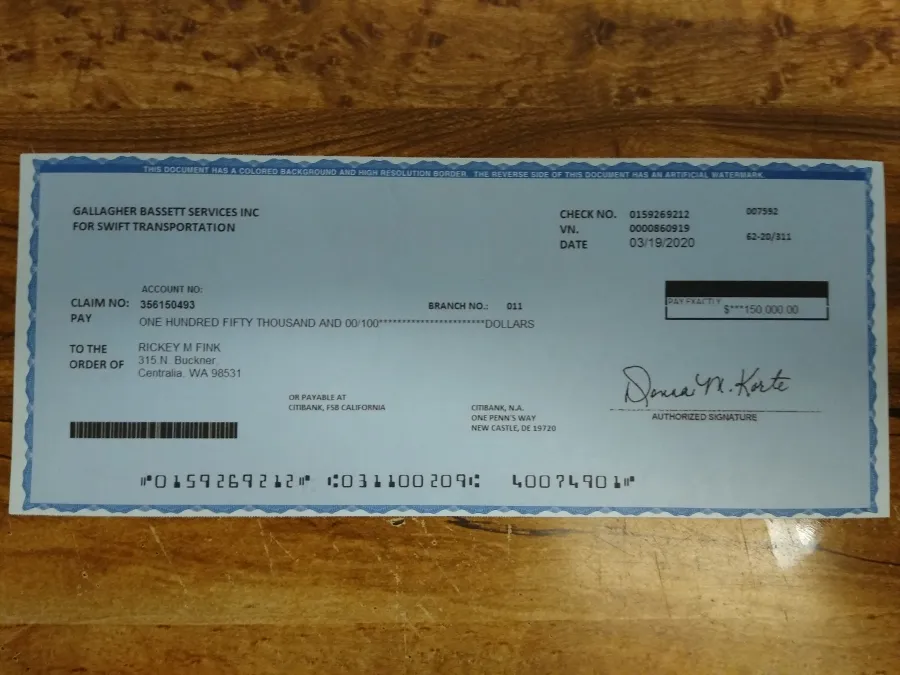 THIS DOCUMENT HAS A COLORED BACKGROUND AND HIGH RESOLUTION BORDER. THE REVERSE SIDE OF THIS DOCUMENT HAS AN ARTIFICIAL WATERMARK.
GALLAGHER BASSETT SERVICES INC
FOR SWIFT TRANSPORTATION
CHECK NO. 0159269212 007592
VN. 0000860919
DATE 03/19/2020 62-20/311
ACCOUNT NO:
CLAIM NO: 356150493 BRANCH NO.: 011
PAY EXACTLY
$***150,000.00
PAY ONE HUNDRED FIFTY THOUSAND AND 00/100***********************DOLLARS
TO THE ORDER OF
RICKEY M FINK
315 N. Buckner.
Centralia, WA 98531
Donna M. Korte
AUTHORIZED SIGNATURE
OR PAYABLE AT
CITIBANK, FSB CALIFORNIA
CITIBANK, N.A.
ONE PENN'S WAY
NEW CASTLE, DE 19720
⑈0159269212⑈ ⑆031100209⑆ 40074901⑈